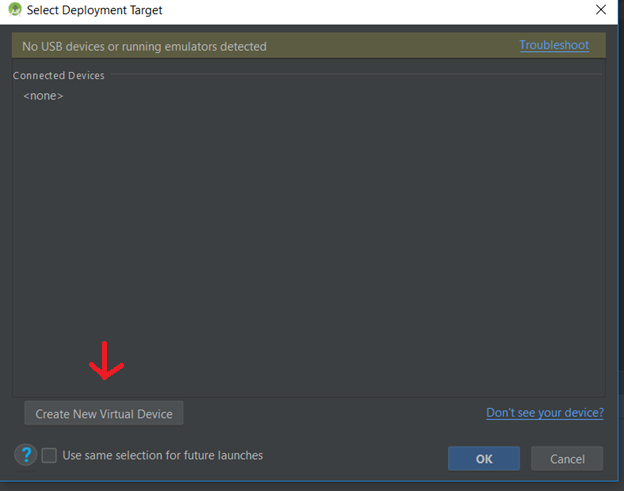 Select Deployment Target
No USB devices or running emulators detected
Troubleshoot
Connected Devices
<none>
Create New Virtual Device
Don't see your device?
?
Use same selection for future launches
OK
Cancel